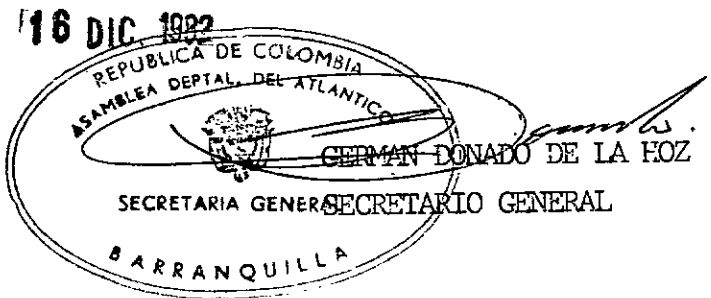 16 DIC. 1992
REPUBLICA DE COLOMBIA
ASAMBLEA DEPTAL. DEL ATLANTICO
GERMAN DONADO DE LA HOZ
SECRETARIA GENERAL
SECRETARIO GENERAL
BARRANQUILLA